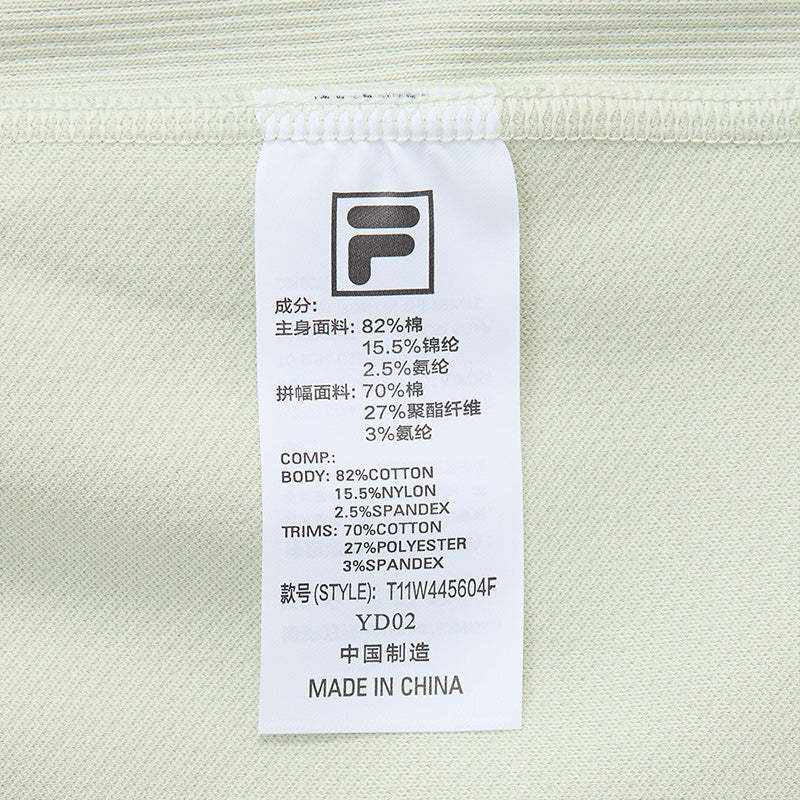 F
成分:
主身面料: 82%棉
15.5%锦纶
2.5%氨纶
拼幅面料: 70%棉
27%聚酯纤维
3%氨纶
COMP.:
BODY: 82%COTTON
15.5%NYLON
2.5%SPANDEX
TRIMS: 70%COTTON
27%POLYESTER
3%SPANDEX
款号(STYLE): T11W445604F
YD02
中国制造
MADE IN CHINA